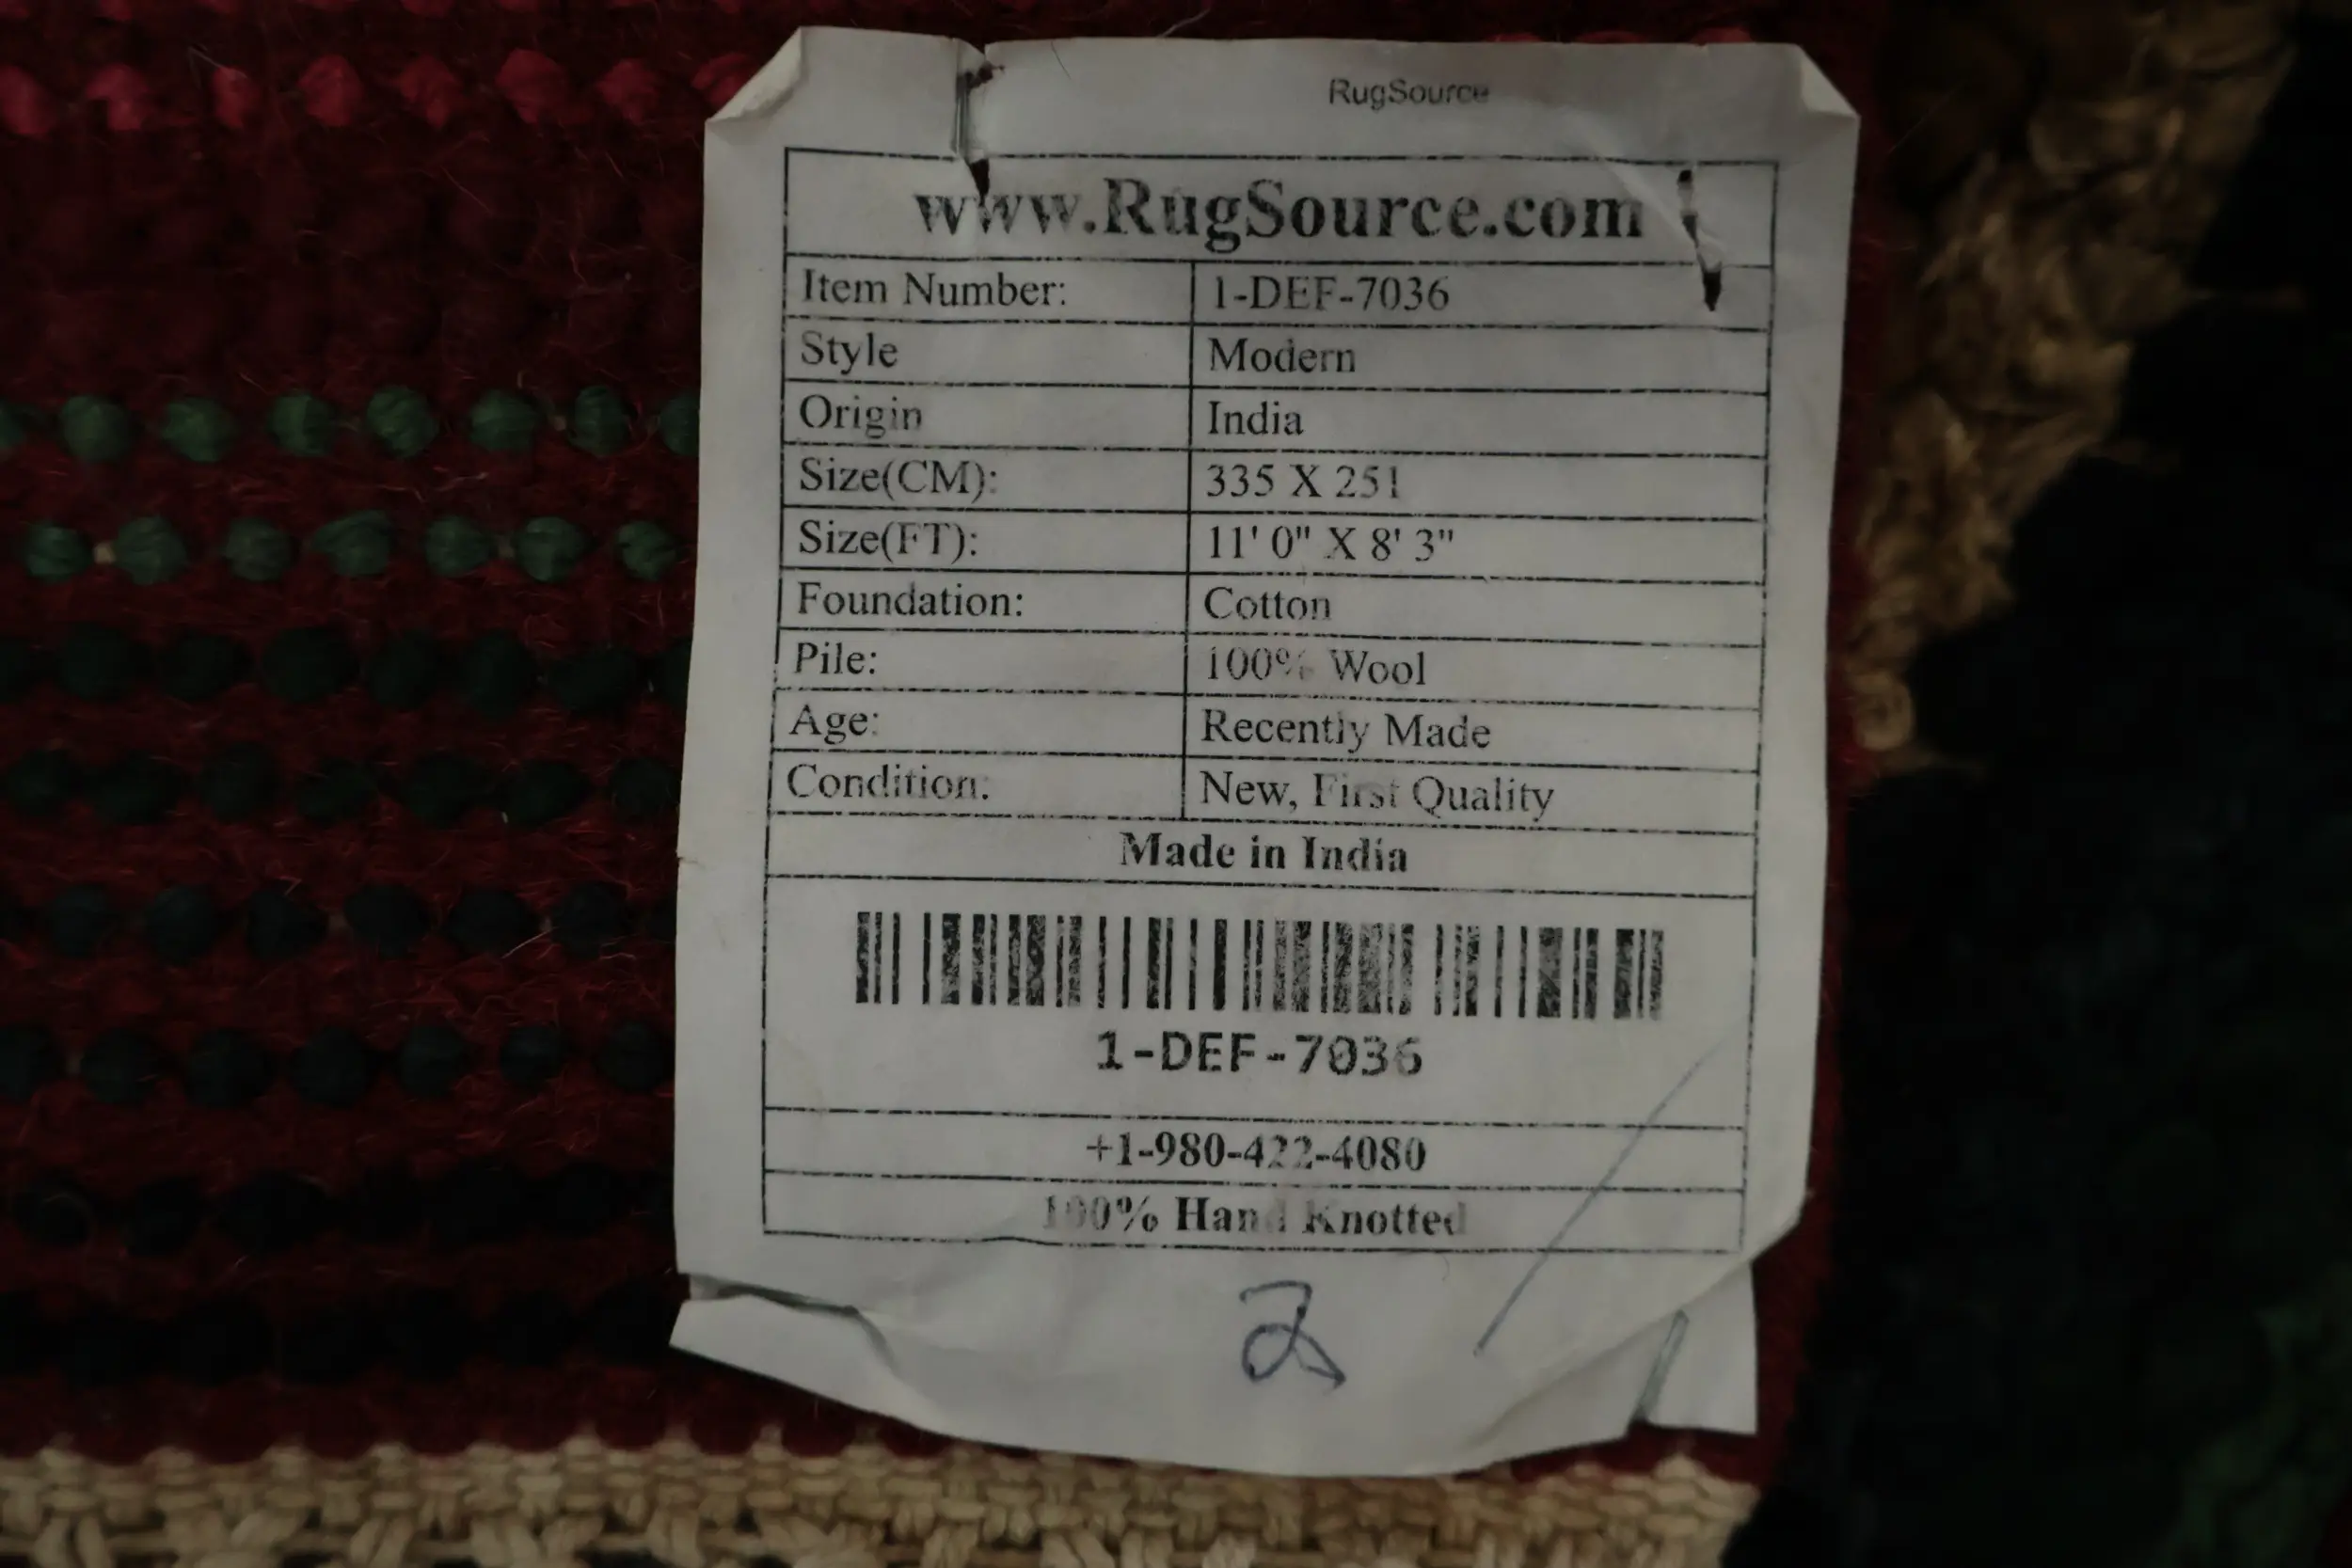 RugSource
www.RugSource.com
Item Number: 1-DEF-7036
Style Modern
Origin India
Size(CM): 335 X 251
Size(FT): 11' 0" X 8' 3"
Foundation: Cotton
Pile: 100% Wool
Age: Recently Made
Condition: New, First Quality
Made in India
1-DEF-7036
+1-980-422-4080
100% Hand Knotted
2